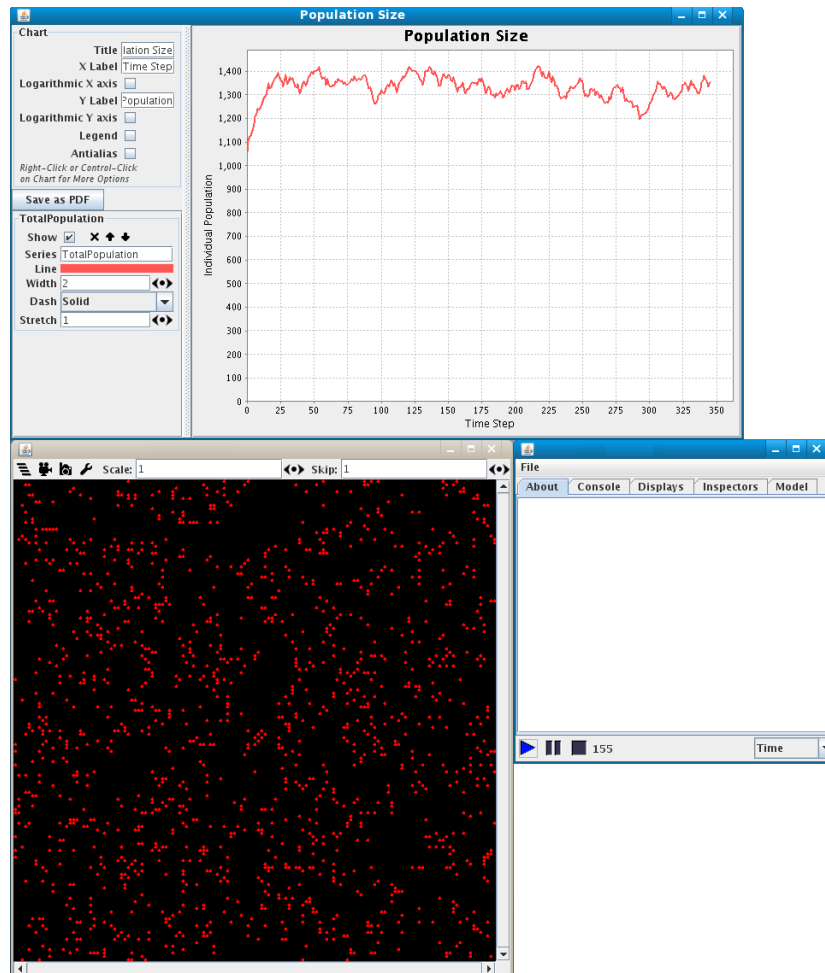 Population Size
Chart
Title lation Size
X Label Time Step
Logarithmic X axis
Y Label Population
Logarithmic Y axis
Legend
Antialias
Right-Click or Control-Click
on Chart for More Options
Save as PDF
TotalPopulation
Show
Series TotalPopulation
Line
Width 2
Dash Solid
Stretch 1
Population Size
Individual Population
1,400
1,300
1,200
1,100
1,000
900
800
700
600
500
400
300
200
100
0
0 25 50 75 100 125 150 175 200 225 250 275 300 325 350
Time Step
Scale: 1 Skip: 1
File
About Console Displays Inspectors Model
155 Time